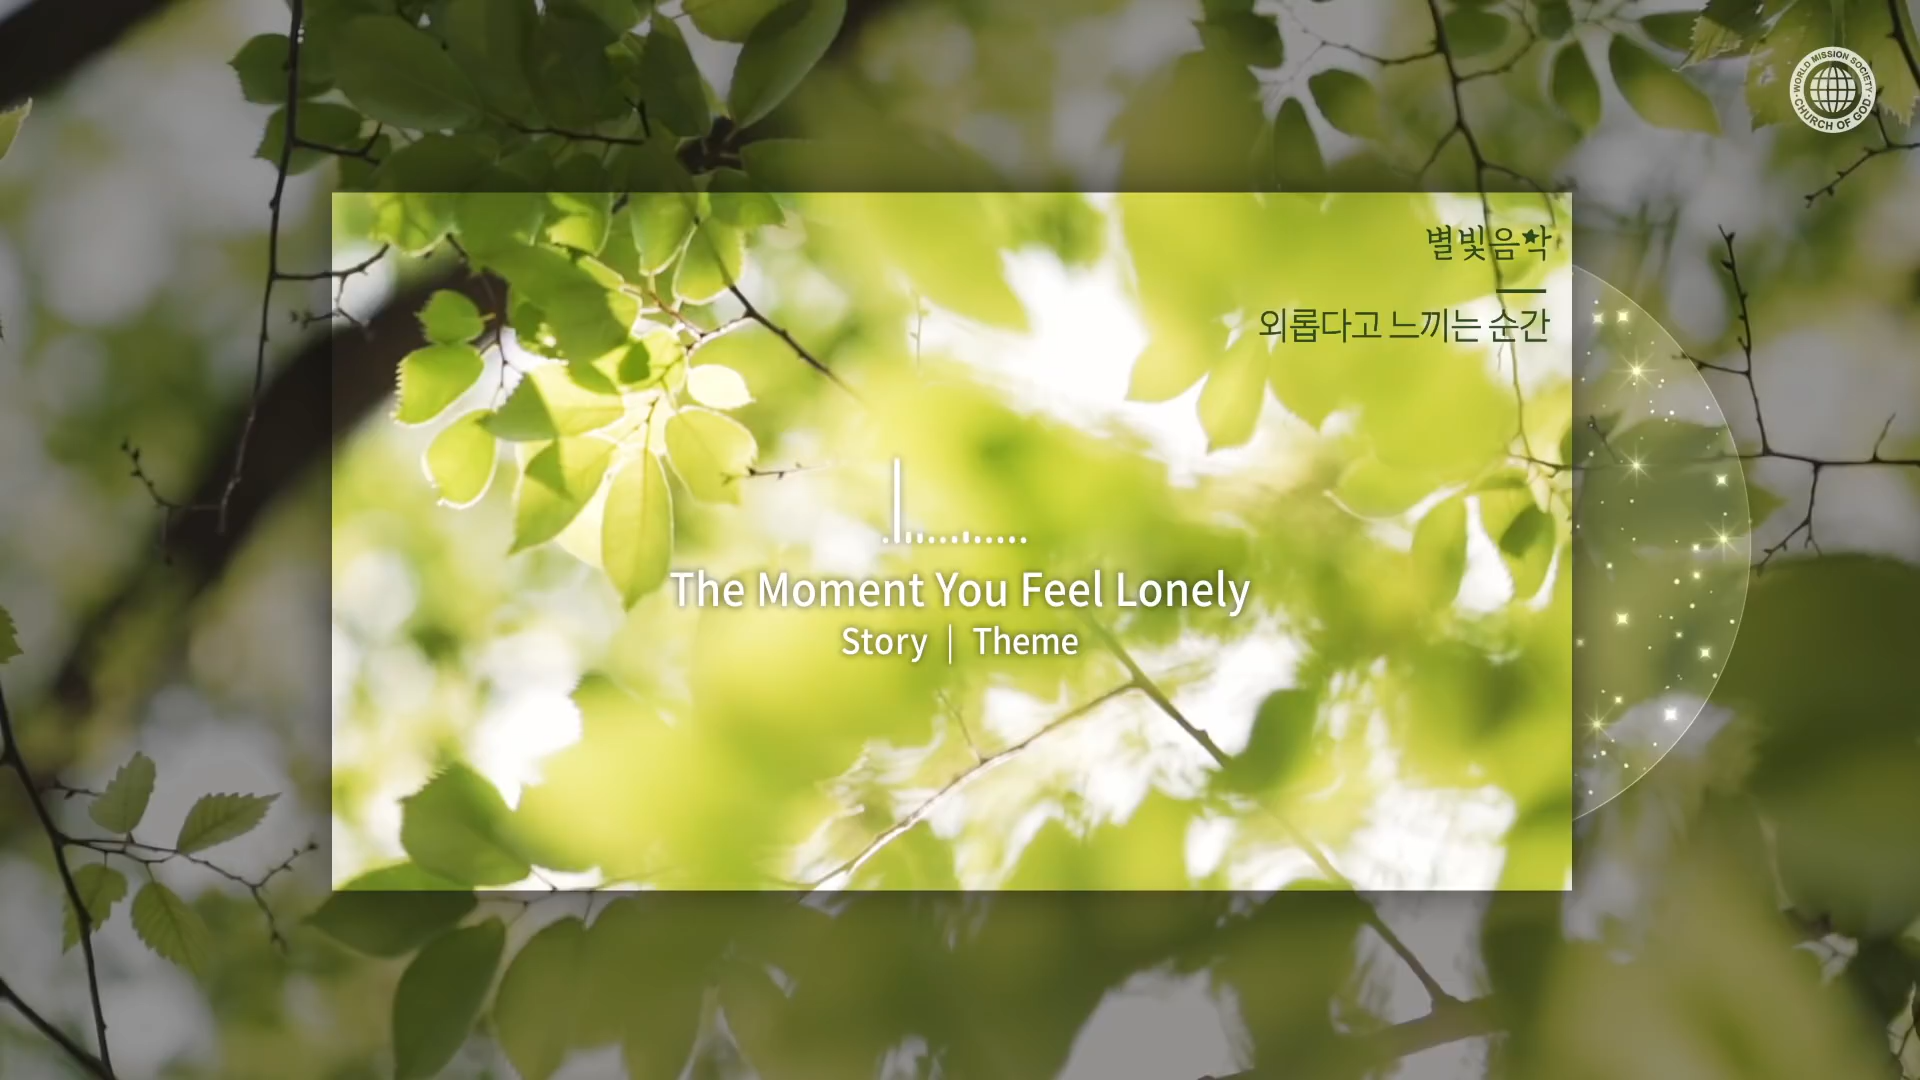 WORLD MISSION SOCIETY
CHURCH OF GOD
별빛음악
외롭다고 느끼는 순간
The Moment You Feel Lonely
Story | Theme